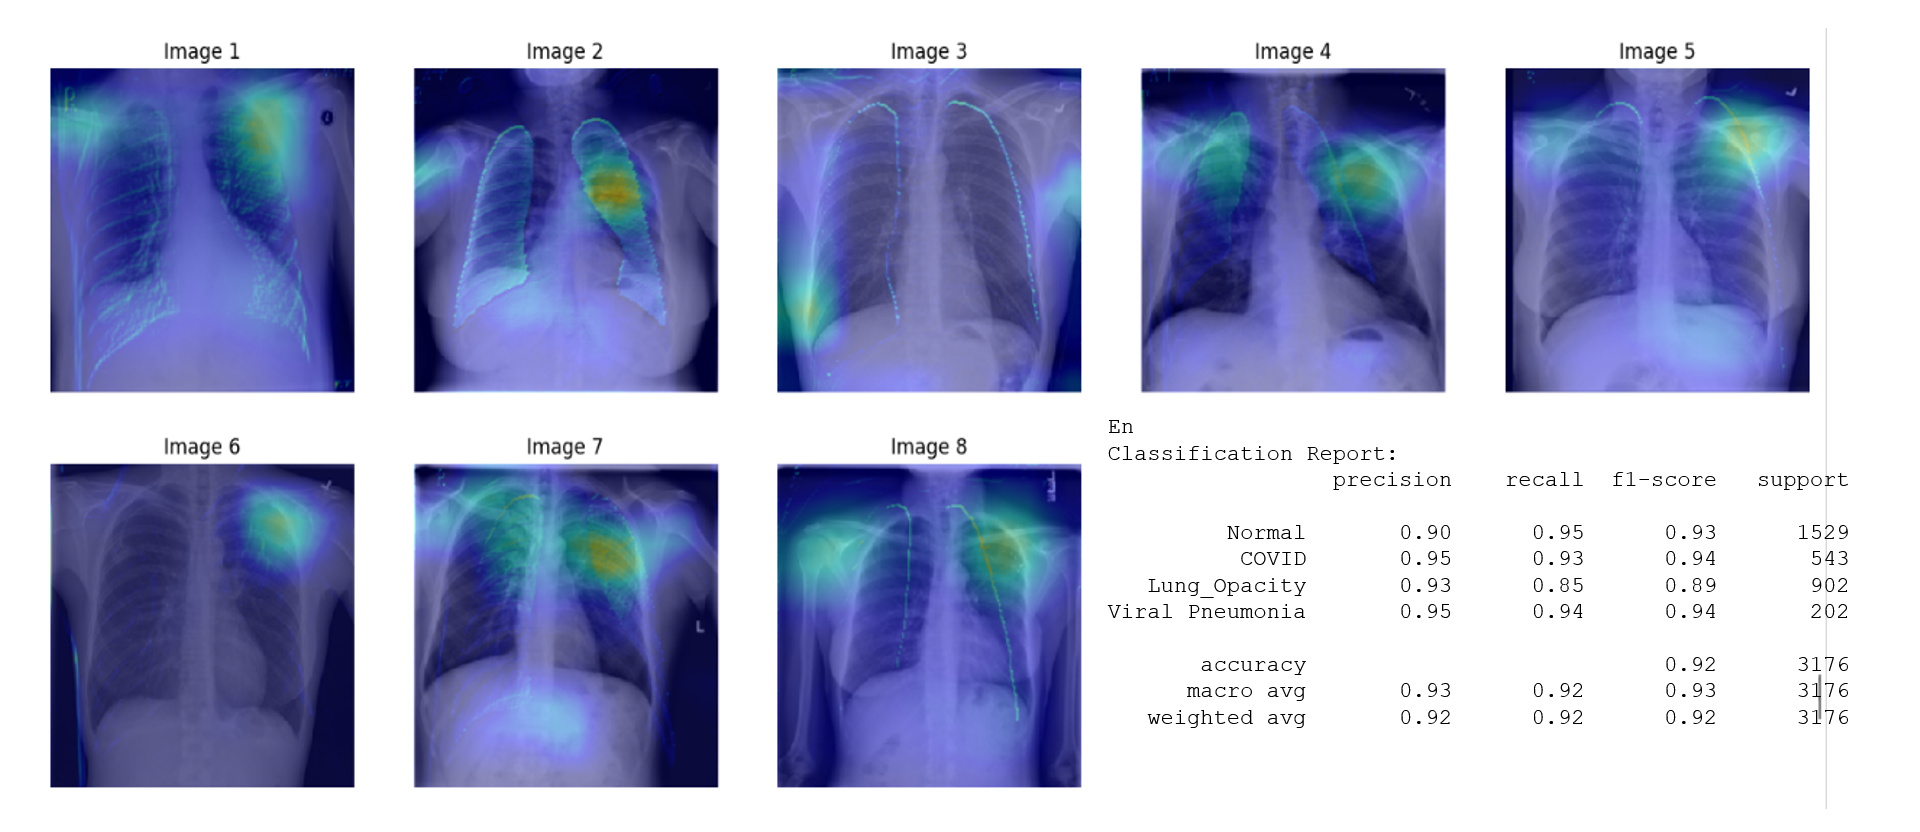 Image 1
Image 2
Image 3
Image 4
Image 5
R
L
Image 6
Image 7
Image 8
L
En
Classification Report:
precision recall f1-score support
Normal 0.90 0.95 0.93 1529
COVID 0.95 0.93 0.94 543
Lung_Opacity 0.93 0.85 0.89 902
Viral Pneumonia 0.95 0.94 0.94 202
accuracy 0.92 3176
macro avg 0.93 0.92 0.93 3176
weighted avg 0.92 0.92 0.92 3176